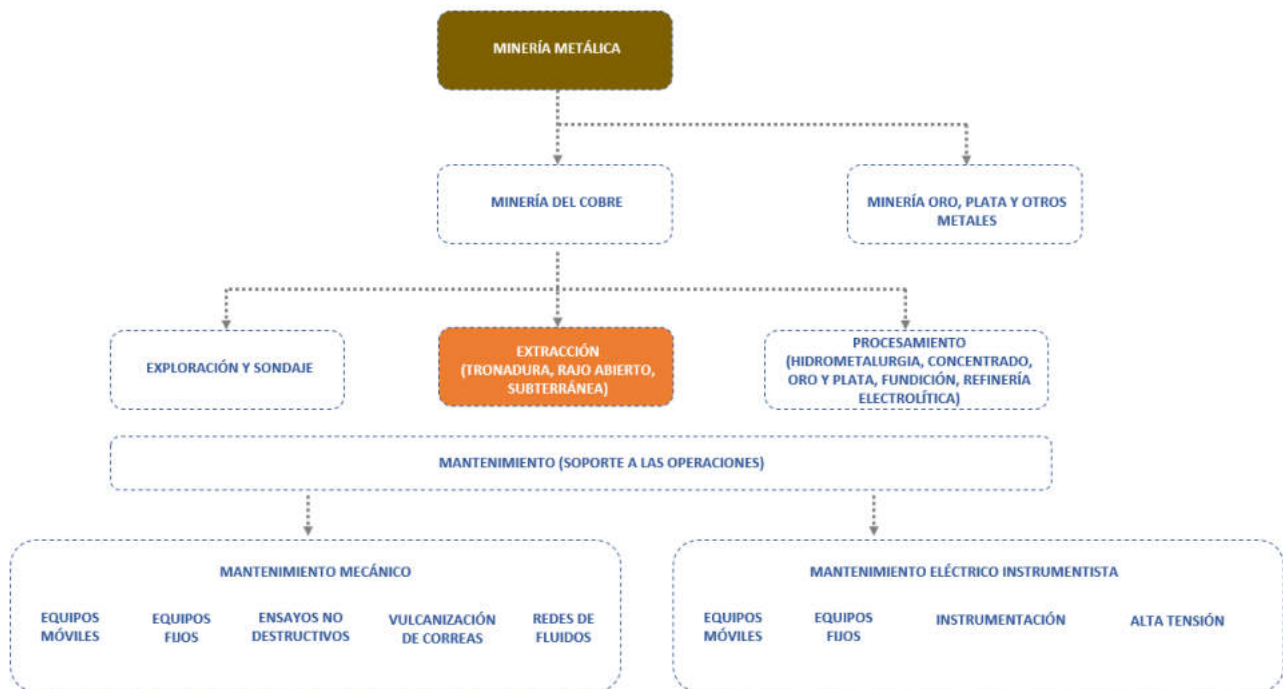 MINERÍA METÁLICA
MINERÍA DEL COBRE
MINERÍA ORO, PLATA Y OTROS
METALES
EXPLORACIÓN Y SONDAJE
EXTRACCIÓN
(TRONADURA, RAJO ABIERTO,
SUBTERRÁNEA)
PROCESAMIENTO
(HIDROMETALURGIA, CONCENTRADO,
ORO Y PLATA, FUNDICIÓN, REFINERÍA
ELECTROLÍTICA)
MANTENIMIENTO (SOPORTE A LAS OPERACIONES)
MANTENIMIENTO MECÁNICO
EQUIPOS
MÓVILES
EQUIPOS
FIJOS
ENSAYOS NO
DESTRUCTIVOS
VULCANIZACIÓN
DE CORREAS
REDES DE
FLUIDOS
MANTENIMIENTO ELÉCTRICO INSTRUMENTISTA
EQUIPOS
MÓVILES
EQUIPOS
FIJOS
INSTRUMENTACIÓN
ALTA TENSIÓN